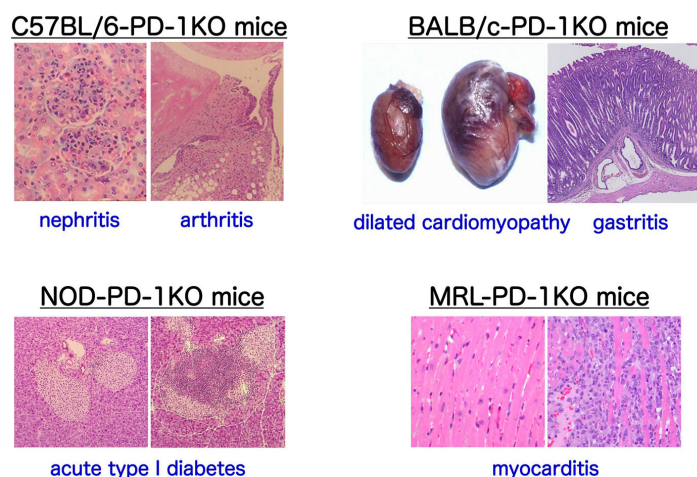 C57BL/6-PD-1KO mice
BALB/c-PD-1KO mice
nephritis
arthritis
dilated cardiomyopathy
gastritis
NOD-PD-1KO mice
MRL-PD-1KO mice
acute type I diabetes
myocarditis